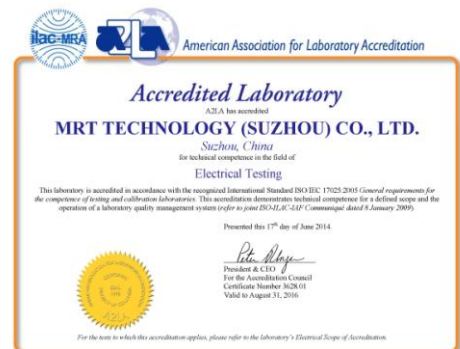 ilac-MRA
A2LA
American Association for Laboratory Accreditation
Accredited Laboratory
A2LA has accredited
MRT TECHNOLOGY (SUZHOU) CO., LTD.
Suzhou, China
for technical competence in the field of
Electrical Testing
This laboratory is accredited in accordance with the recognized International Standard ISO/IEC 17025:2005 General requirements for
the competence of testing and calibration laboratories. This accreditation demonstrates technical competence for a defined scope and the
operation of a laboratory quality management system (refer to joint ISO-ILAC-IAF Communiqué dated 8 January 2009).
Presented this 17th day of June 2014.
President & CEO
For the Accreditation Council
Certificate Number 3628.01
Valid to August 31, 2016
A2LA
For the tests to which this accreditation applies, please refer to the laboratory's Electrical Scope of Accreditation.